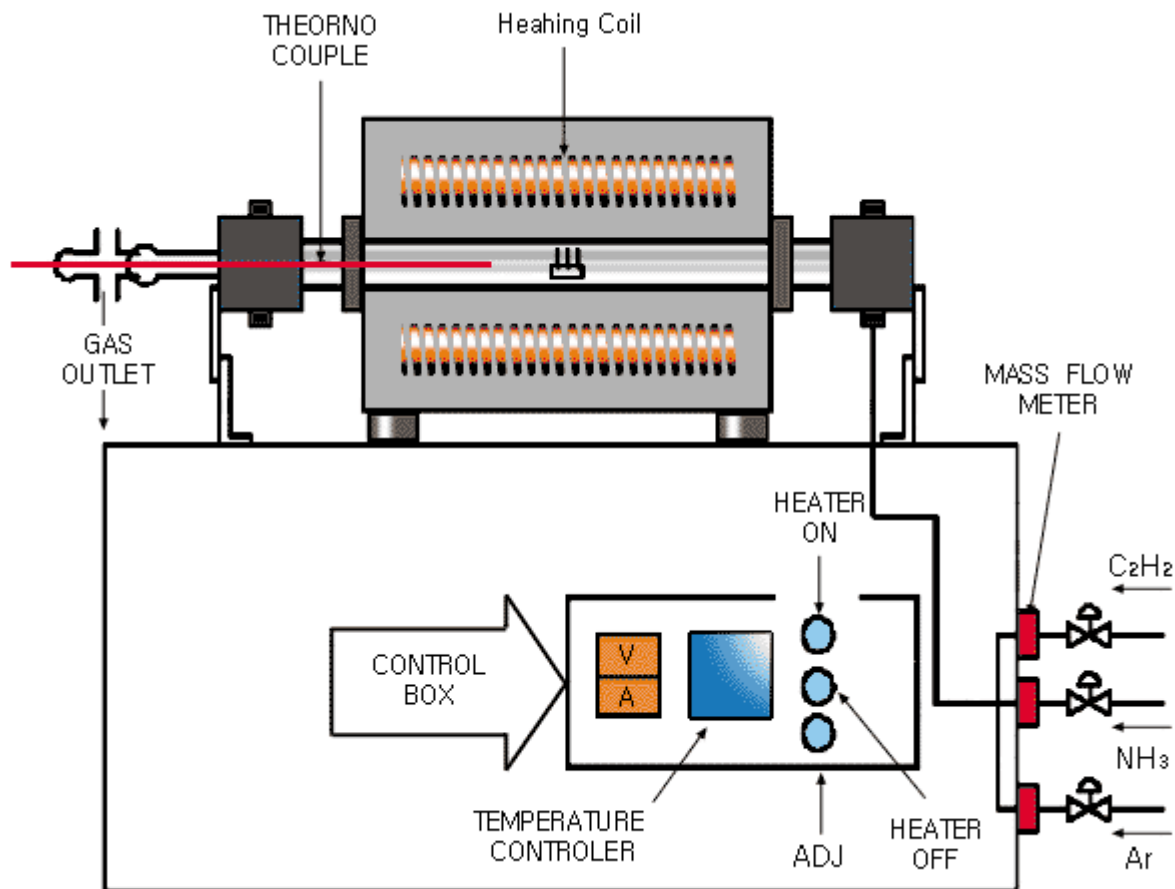 THEORNO
COUPLE
Heahing Coil
GAS
OUTLET
MASS FLOW
METER
HEATER
ON
C₂H₂
CONTROL
BOX
V
A
NH₃
TEMPERATURE
CONTROLER
ADJ
HEATER
OFF
Ar